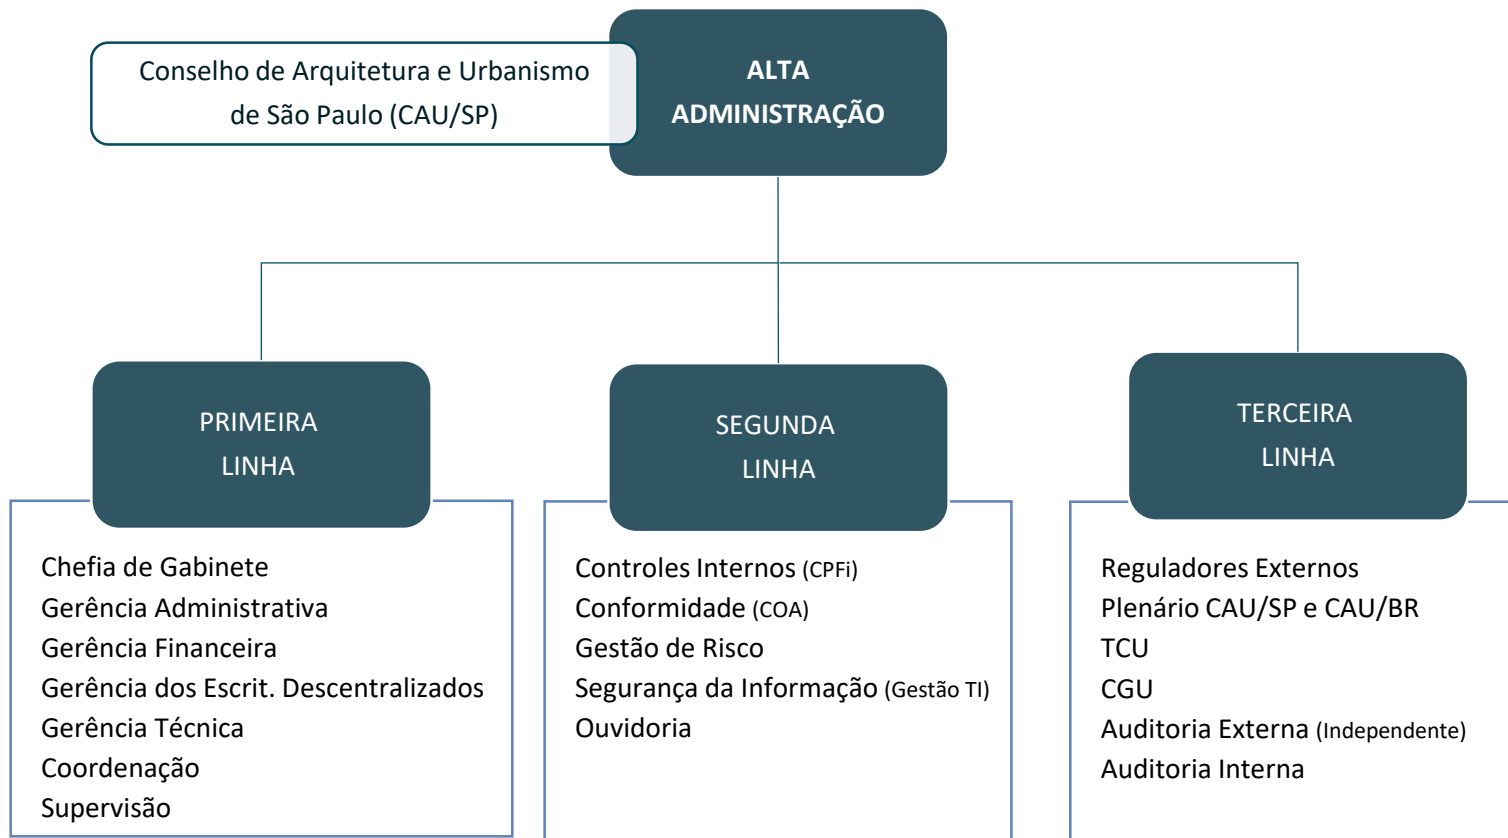 Conselho de Arquitetura e Urbanismo
de São Paulo (CAU/SP)
ALTA
ADMINISTRAÇÃO
PRIMEIRA
LINHA
Chefia de Gabinete
Gerência Administrativa
Gerência Financeira
Gerência dos Escrit. Descentralizados
Gerência Técnica
Coordenação
Supervisão
SEGUNDA
LINHA
Controles Internos (CPFi)
Conformidade (COA)
Gestão de Risco
Segurança da Informação (Gestão TI)
Ouvidoria
TERCEIRA
LINHA
Reguladores Externos
Plenário CAU/SP e CAU/BR
TCU
CGU
Auditoria Externa (Independente)
Auditoria Interna